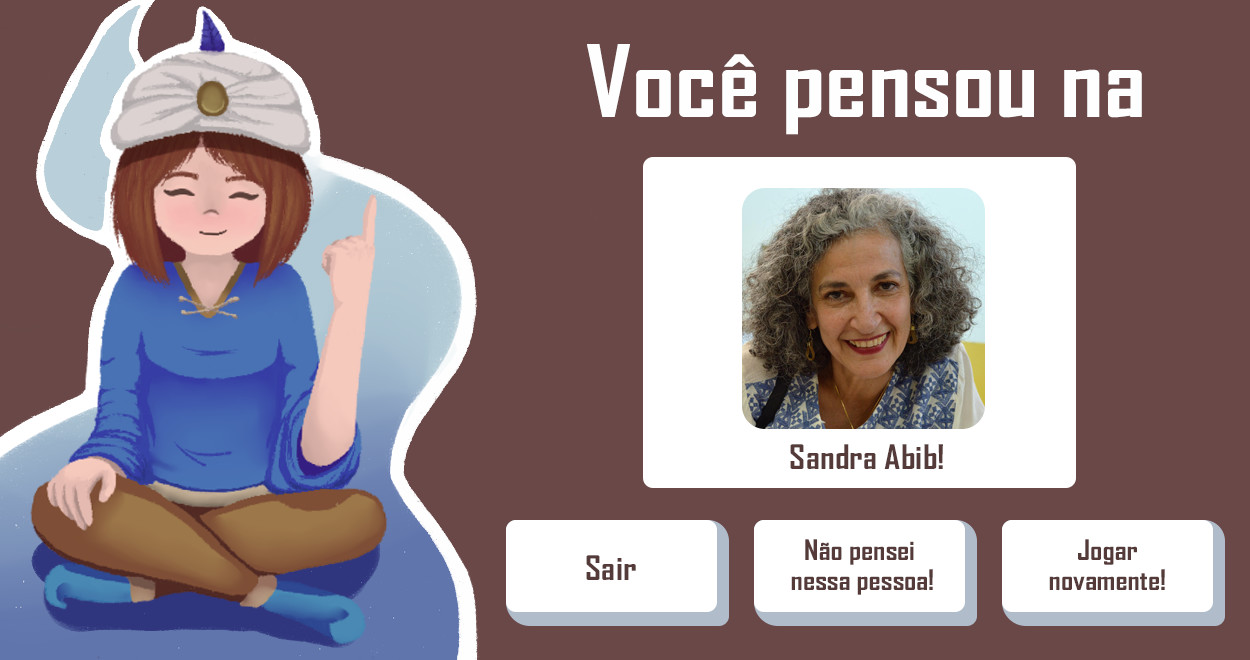 Você pensou na
Sandra Abib!
Sair
Não pensei
nessa pessoa!
Jogar
novamente!